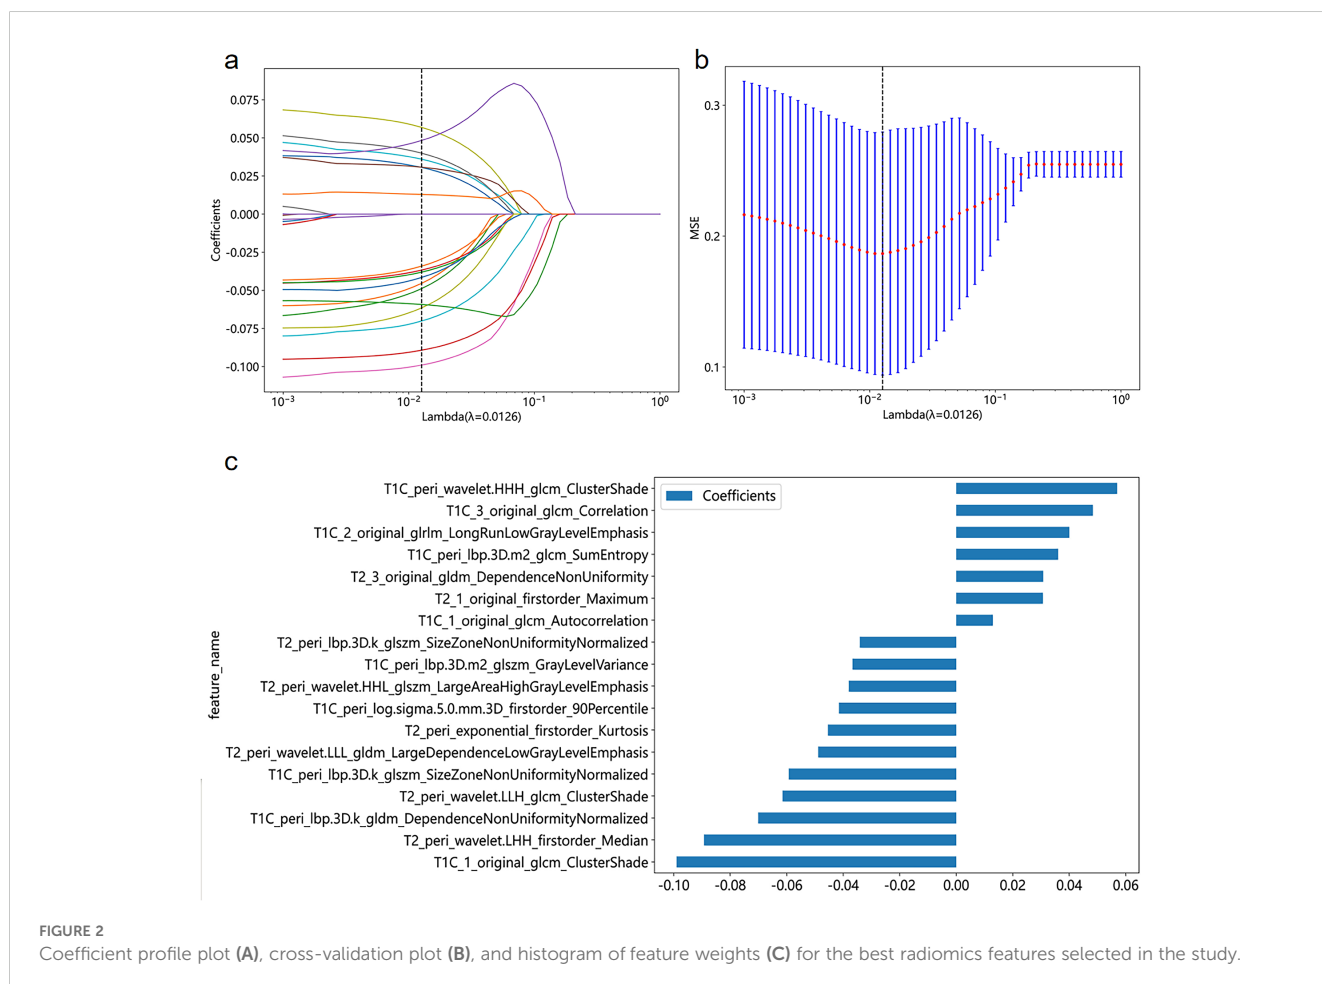 a
0.075
0.050
0.025
0.000
-0.025
-0.050
-0.075
-0.100
Coefficients
10⁻³
10⁻²
10⁻¹
10⁰
Lambda(λ=0.0126)
b
0.3
0.2
0.1
MSE
10⁻³
10⁻²
10⁻¹
10⁰
Lambda(λ=0.0126)
c
Coefficients
feature_name
T1C_peri_wavelet.HHH_glcm_ClusterShade
T1C_3_original_glcm_Correlation
T1C_2_original_glrlm_LongRunLowGrayLevelEmphasis
T1C_peri_lbp.3D.m2_glcm_SumEntropy
T2_3_original_gldm_DependenceNonUniformity
T2_1_original_firstorder_Maximum
T1C_1_original_glcm_Autocorrelation
T2_peri_lbp.3D.k_glszm_SizeZoneNonUniformityNormalized
T1C_peri_lbp.3D.m2_glszm_GrayLevelVariance
T2_peri_wavelet.HHL_glszm_LargeAreaHighGrayLevelEmphasis
T1C_peri_log.sigma.5.0.mm.3D_firstorder_90Percentile
T2_peri_exponential_firstorder_Kurtosis
T2_peri_wavelet.LLL_gldm_LargeDependenceLowGrayLevelEmphasis
T1C_peri_lbp.3D.k_glszm_SizeZoneNonUniformityNormalized
T2_peri_wavelet.LLH_glcm_ClusterShade
T1C_peri_lbp.3D.k_gldm_DependenceNonUniformityNormalized
T2_peri_wavelet.LHH_firstorder_Median
T1C_1_original_glcm_ClusterShade
-0.10 -0.08 -0.06 -0.04 -0.02 0.00 0.02 0.04 0.06
FIGURE 2
Coefficient profile plot (A), cross-validation plot (B), and histogram of feature weights (C) for the best radiomics features selected in the study.